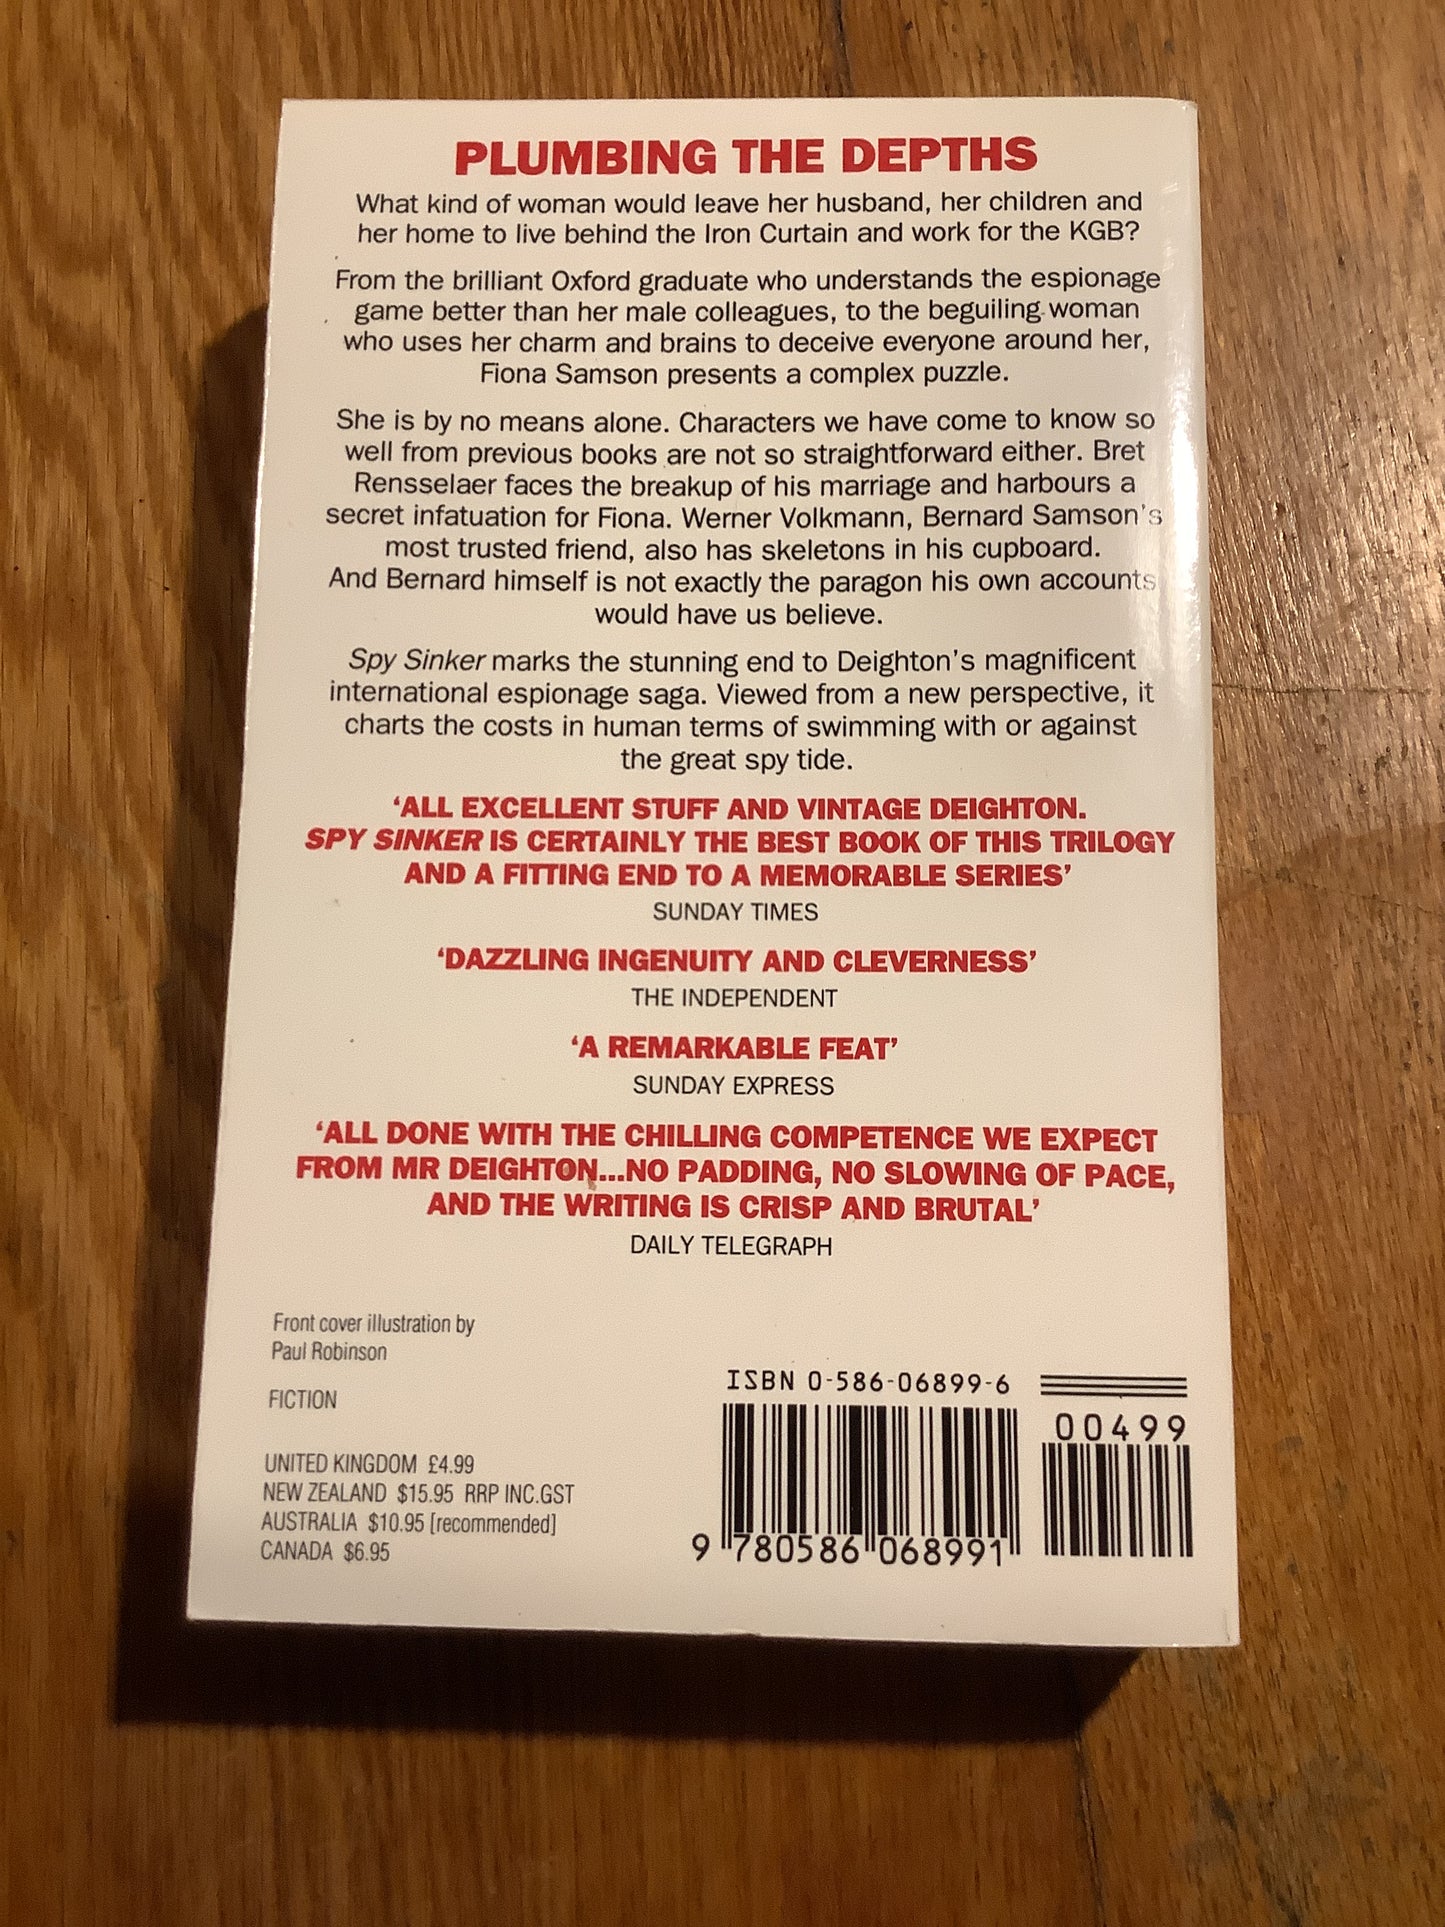 PLUMBING THE DEPTHS
What kind of woman would leave her husband, her children and
her home to live behind the Iron Curtain and work for the KGB?
From the brilliant Oxford graduate who understands the espionage
game better than her male colleagues, to the beguiling woman
who uses her charm and brains to deceive everyone around her,
Fiona Samson presents a complex puzzle.
She is by no means alone. Characters we have come to know so
well from previous books are not so straightforward either. Bret
Rensselaer faces the breakup of his marriage and harbours a
secret infatuation for Fiona. Werner Volkmann, Bernard Samson's
most trusted friend, also has skeletons in his cupboard.
And Bernard himself is not exactly the paragon his own accounts
would have us believe.
Spy Sinker marks the stunning end to Deighton's magnificent
international espionage saga. Viewed from a new perspective, it
charts the costs in human terms of swimming with or against
the great spy tide.
‘ALL EXCELLENT STUFF AND VINTAGE DEIGHTON.
SPY SINKER IS CERTAINLY THE BEST BOOK OF THIS TRILOGY
AND A FITTING END TO A MEMORABLE SERIES’
SUNDAY TIMES
‘DAZZLING INGENUITY AND CLEVERNESS’
THE INDEPENDENT
‘A REMARKABLE FEAT’
SUNDAY EXPRESS
‘ALL DONE WITH THE CHILLING COMPETENCE WE EXPECT
FROM MR DEIGHTON...NO PADDING, NO SLOWING OF PACE,
AND THE WRITING IS CRISP AND BRUTAL’
DAILY TELEGRAPH
Front cover illustration by
Paul Robinson
FICTION
UNITED KINGDOM £4.99
NEW ZEALAND $15.95 RRP INC.GST
AUSTRALIA $10.95 [recommended]
CANADA $6.95
ISBN 0-586-06899-6
00499
9 780586 068991